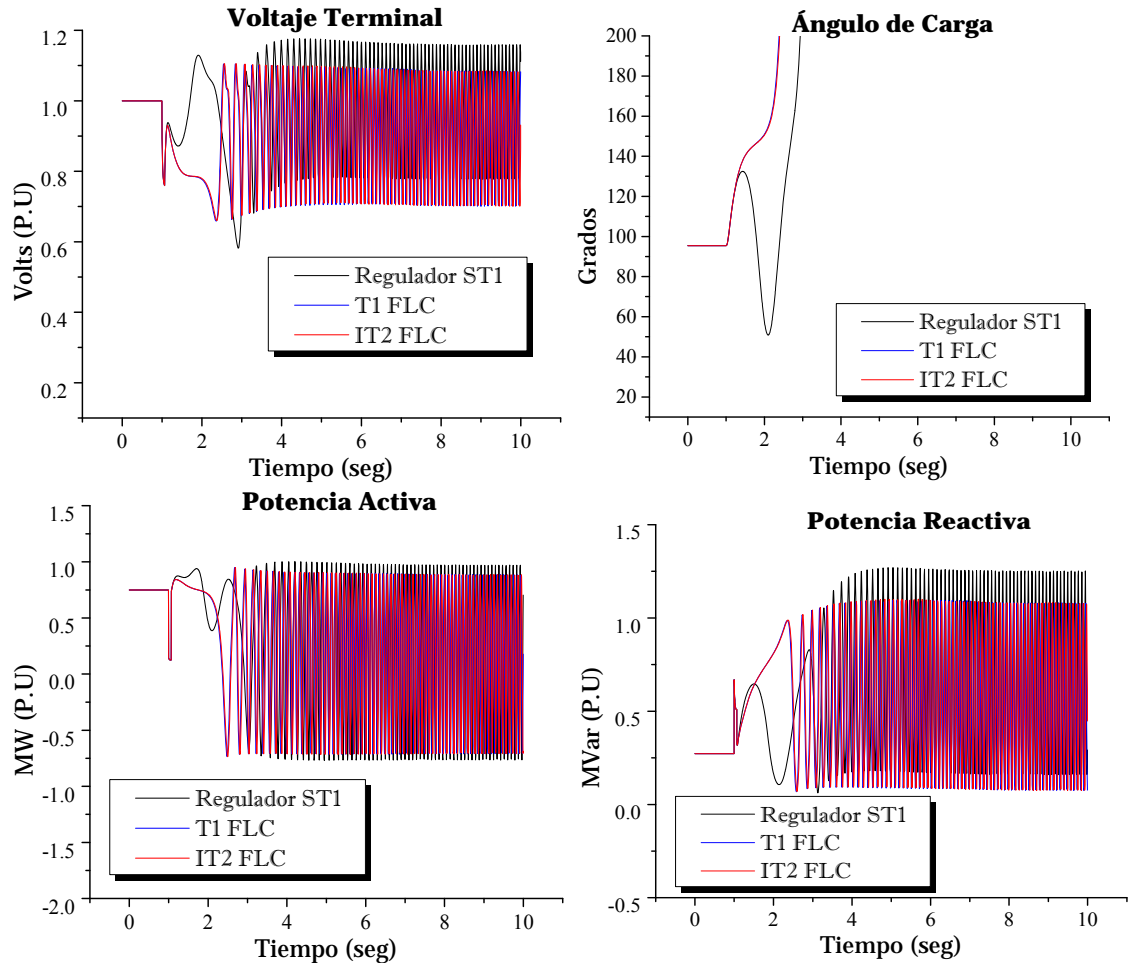 Voltaje Terminal
1.2
1.0
0.8
0.6
0.4
0.2
Volts (P.U)
Regulador ST1
T1 FLC
IT2 FLC
0 2 4 6 8 10
Tiempo (seg)
Ángulo de Carga
200
180
160
140
120
100
80
60
40
20
Grados
Regulador ST1
T1 FLC
IT2 FLC
0 2 4 6 8 10
Tiempo (seg)
Potencia Activa
1.5
1.0
0.5
0.0
-0.5
-1.0
-1.5
-2.0
MW (P.U)
Regulador ST1
T1 FLC
IT2 FLC
0 2 4 6 8 10
Tiempo (seg)
Potencia Reactiva
1.5
1.0
0.5
0.0
-0.5
MVar (P.U)
Regulador ST1
T1 FLC
IT2 FLC
0 2 4 6 8 10
Tiempo (seg)